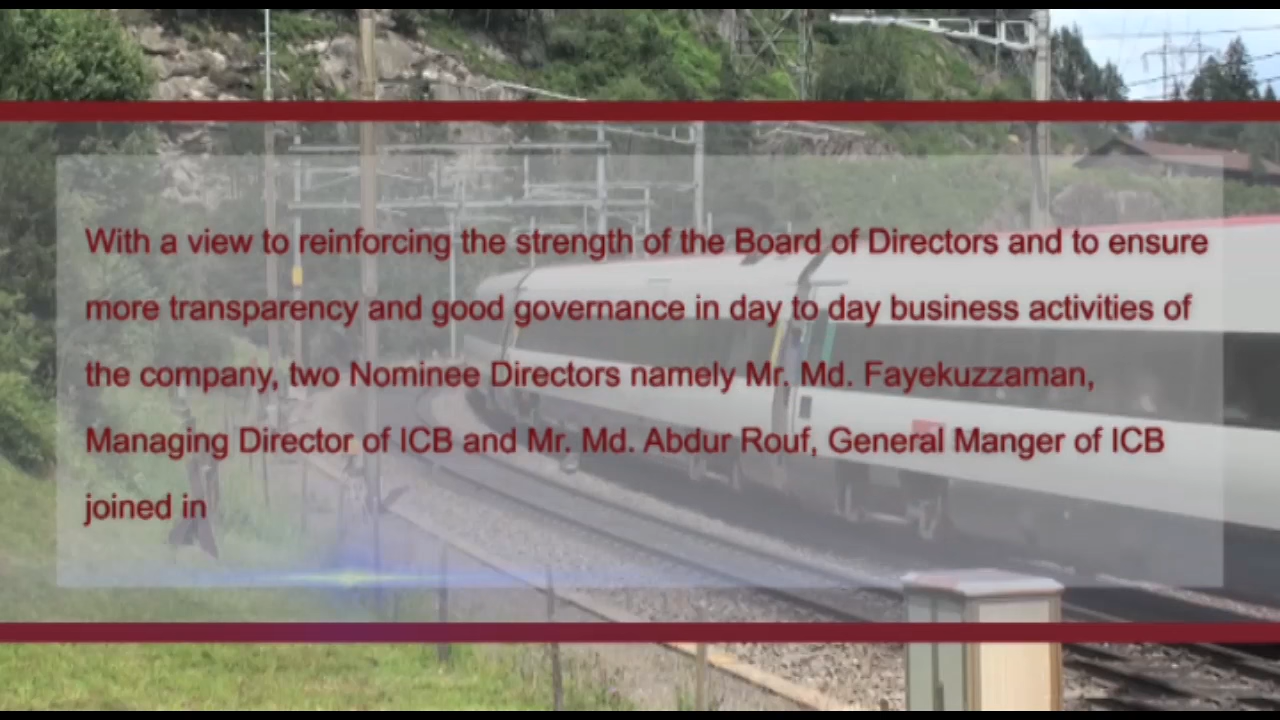 With a view to reinforcing the strength of the Board of Directors and to ensure
more transparency and good governance in day to day business activities of
the company, two Nominee Directors namely Mr. Md. Fayekuzzaman,
Managing Director of ICB and Mr. Md. Abdur Rouf, General Manger of ICB
joined in